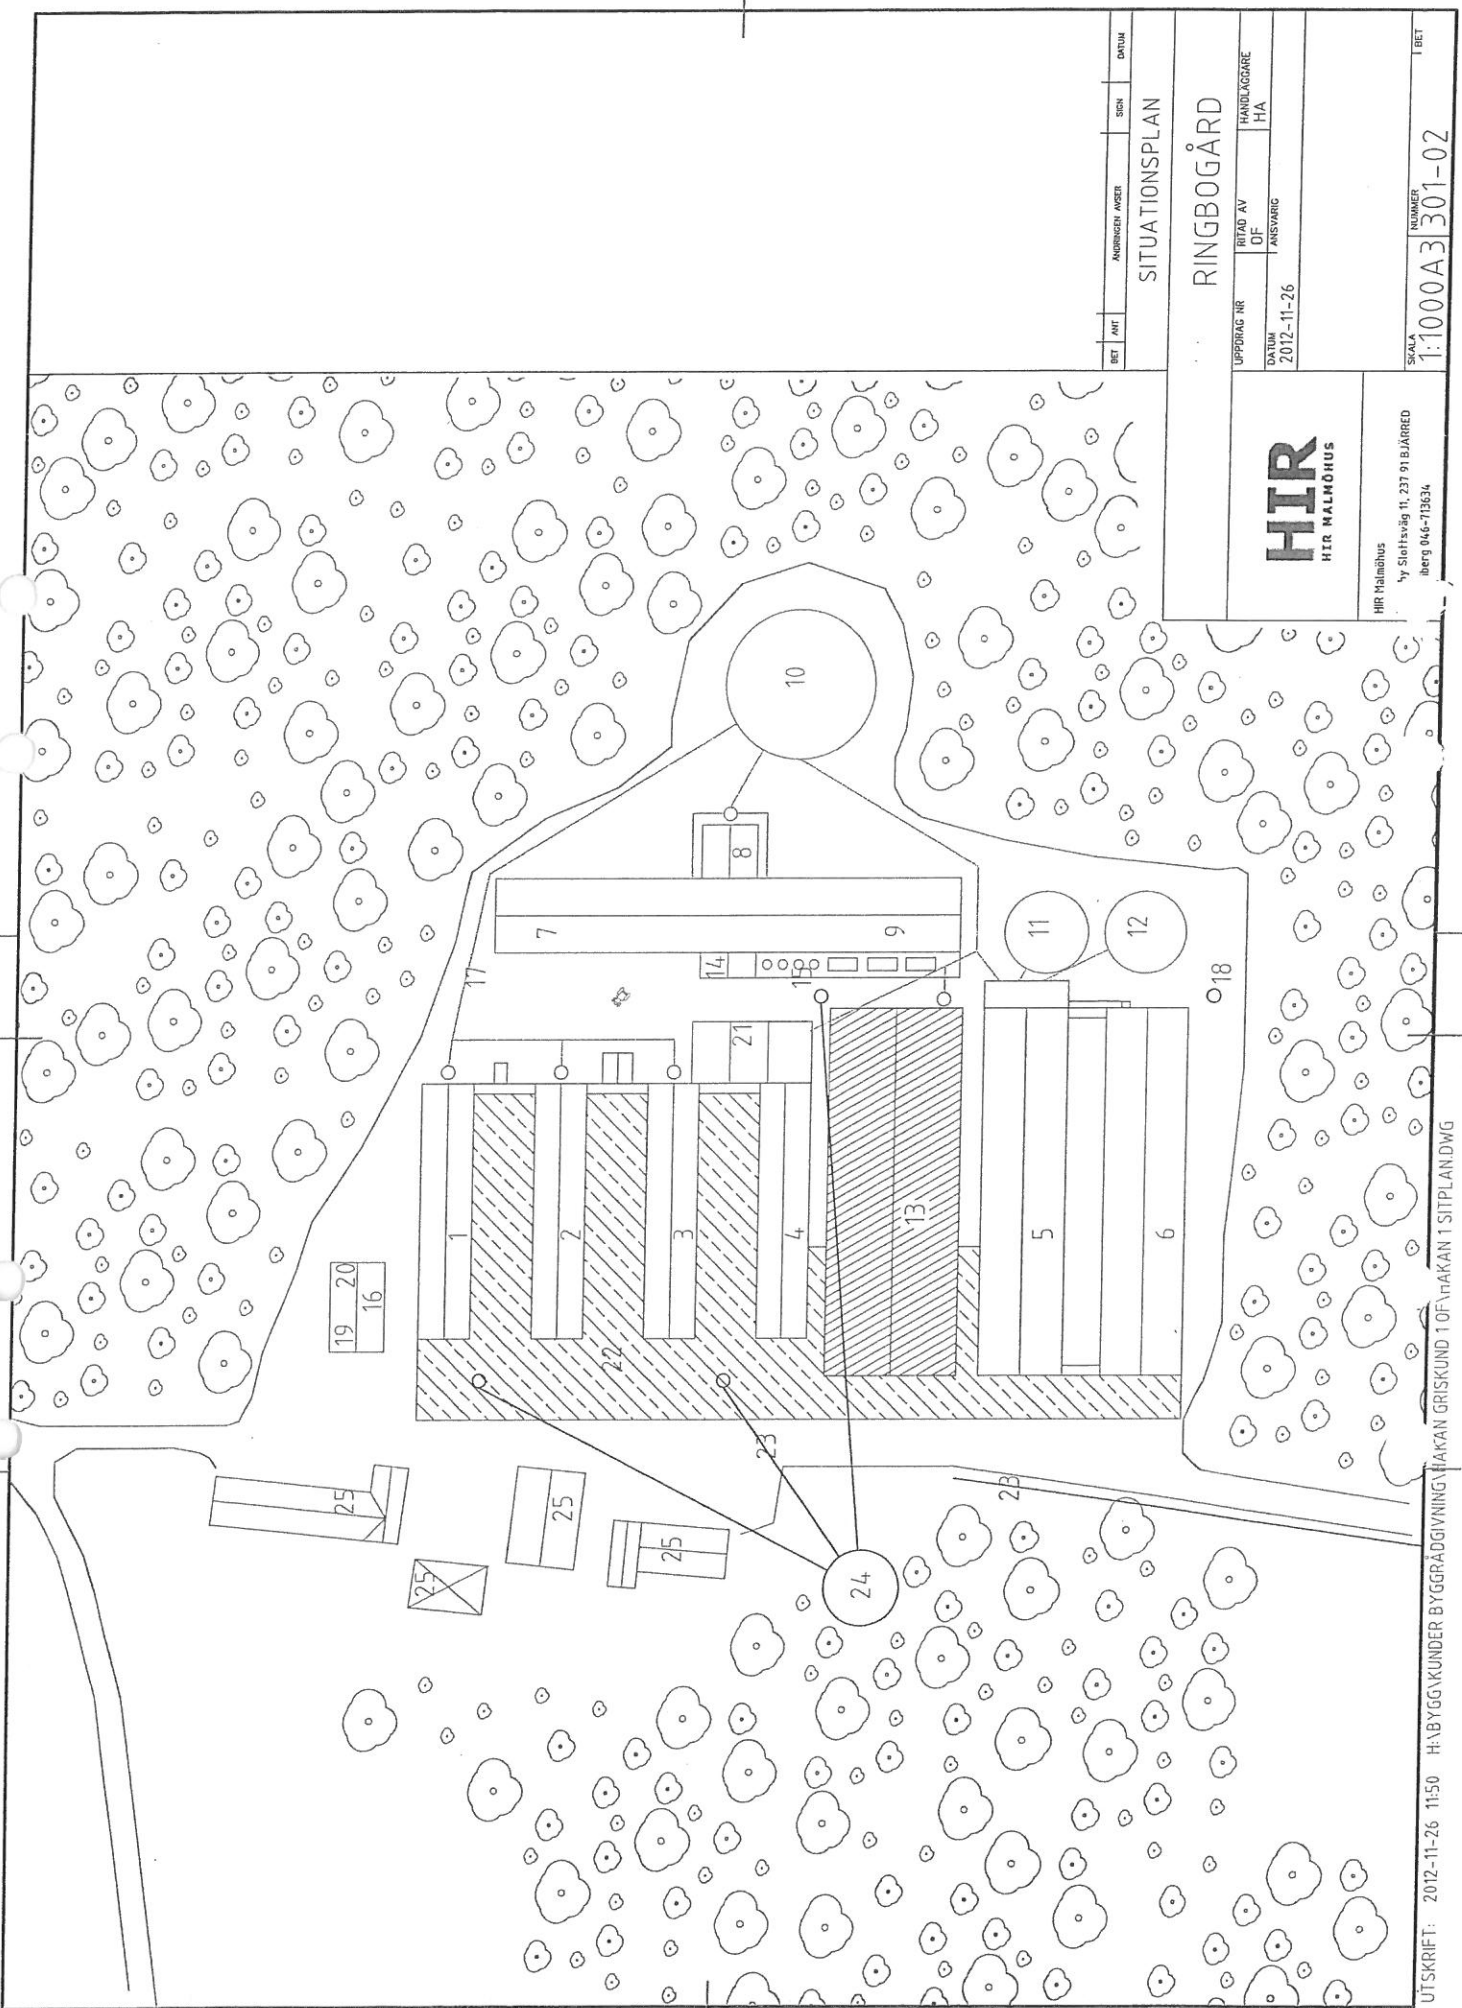 BET ANT ÄNDRINGEN AVSER SIGN DATUM
SITUATIONSPLAN
RINGBOGÅRD
UPPDRAG NR RITAD AV HANDLÄGGARE
OF HA
DATUM ANSVARIG
2012-11-26
SKALA NUMMER BET
1:1000A3 301-02
HIR
HIR MALMÖHUS
HIR Malmöhus
Slottsväg 11, 237 91 BJÄRRED
046-713634
10
8
7
9
11
12
14
15
17
18
21
1
2
3
4
13
5
6
19 20
16
22
23
23
25
25
25
25
24
UTSKRIFT: 2012-11-26 11:50 H:\BYGG\KUNDER BYGGRÅDGIVNING\HÅKAN GRISKUND 1 OF\HÅKAN 1 SITPLAN.DWG